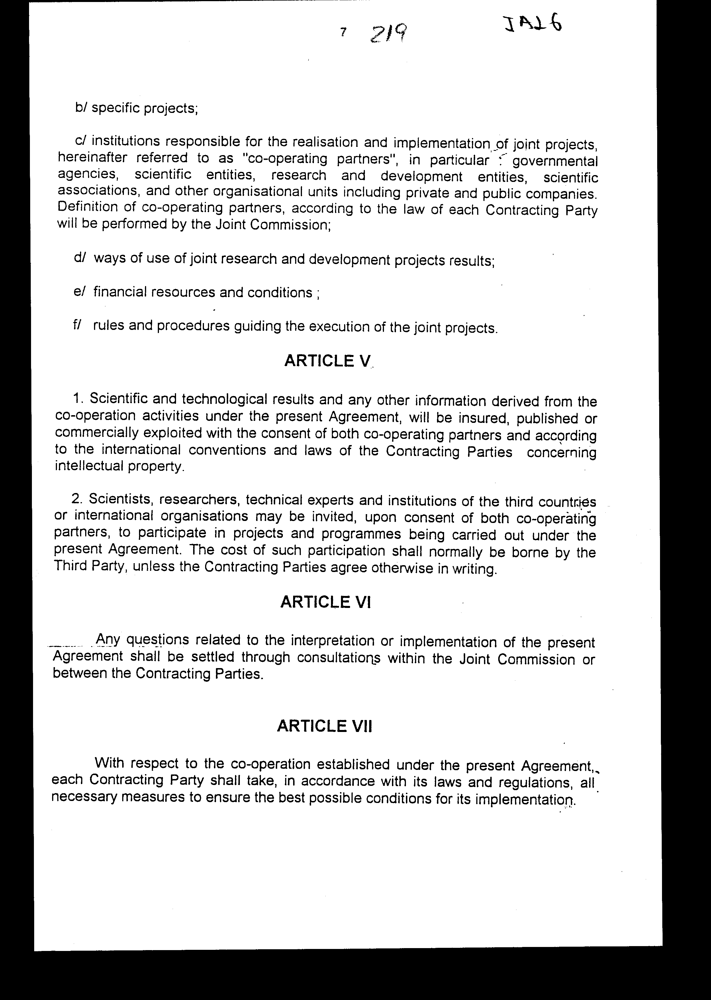 7 219 JA26
b/ specific projects;
c/ institutions responsible for the realisation and implementation of joint projects,
hereinafter referred to as "co-operating partners", in particular : governmental
agencies, scientific entities, research and development entities, scientific
associations, and other organisational units including private and public companies.
Definition of co-operating partners, according to the law of each Contracting Party
will be performed by the Joint Commission;
d/ ways of use of joint research and development projects results;
e/ financial resources and conditions ;
f/ rules and procedures guiding the execution of the joint projects.
ARTICLE V
1. Scientific and technological results and any other information derived from the
co-operation activities under the present Agreement, will be insured, published or
commercially exploited with the consent of both co-operating partners and according
to the international conventions and laws of the Contracting Parties concerning
intellectual property.
2. Scientists, researchers, technical experts and institutions of the third countries
or international organisations may be invited, upon consent of both co-operating
partners, to participate in projects and programmes being carried out under the
present Agreement. The cost of such participation shall normally be borne by the
Third Party, unless the Contracting Parties agree otherwise in writing.
ARTICLE VI
Any questions related to the interpretation or implementation of the present
Agreement shall be settled through consultations within the Joint Commission or
between the Contracting Parties.
ARTICLE VII
With respect to the co-operation established under the present Agreement,
each Contracting Party shall take, in accordance with its laws and regulations, all
necessary measures to ensure the best possible conditions for its implementation.